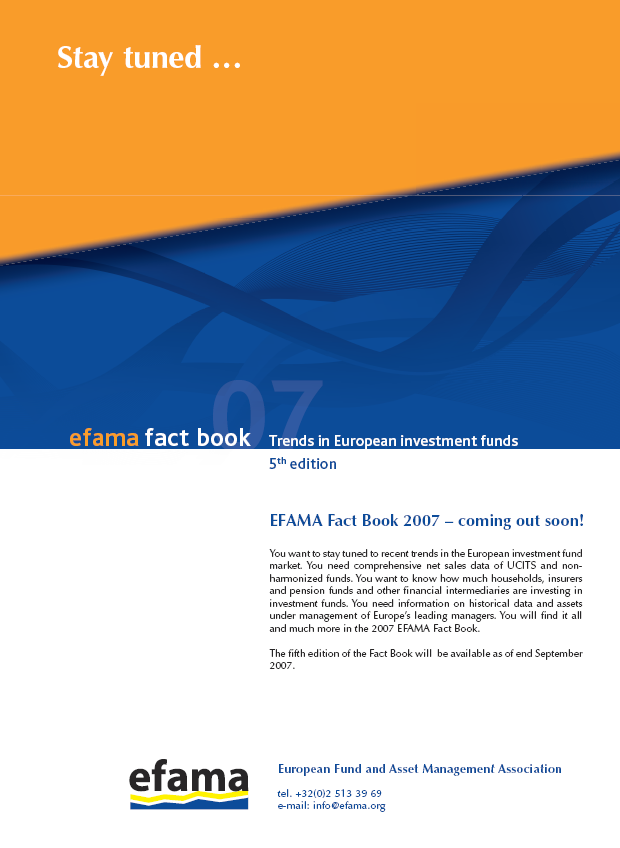 Stay tuned ...
07
efama fact book
Trends in European investment funds
5th edition
EFAMA Fact Book 2007 – coming out soon!
You want to stay tuned to recent trends in the European investment fund
market. You need comprehensive net sales data of UCITS and non-
harmonized funds. You want to know how much households, insurers
and pension funds and other financial intermediaries are investing in
investment funds. You need information on historical data and assets
under management of Europe's leading managers. You will find it all
and much more in the 2007 EFAMA Fact Book.
The fifth edition of the Fact Book will be available as of end September
2007.
efama
European Fund and Asset Management Association
tel. +32(0)2 513 39 69
e-mail: info@efama.org